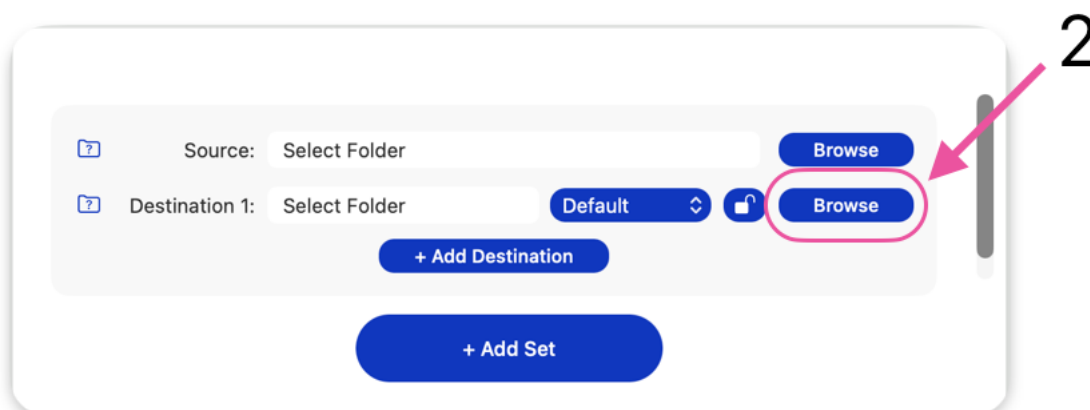 2
Source: Select Folder Browse
Destination 1: Select Folder Default Browse
+ Add Destination
+ Add Set